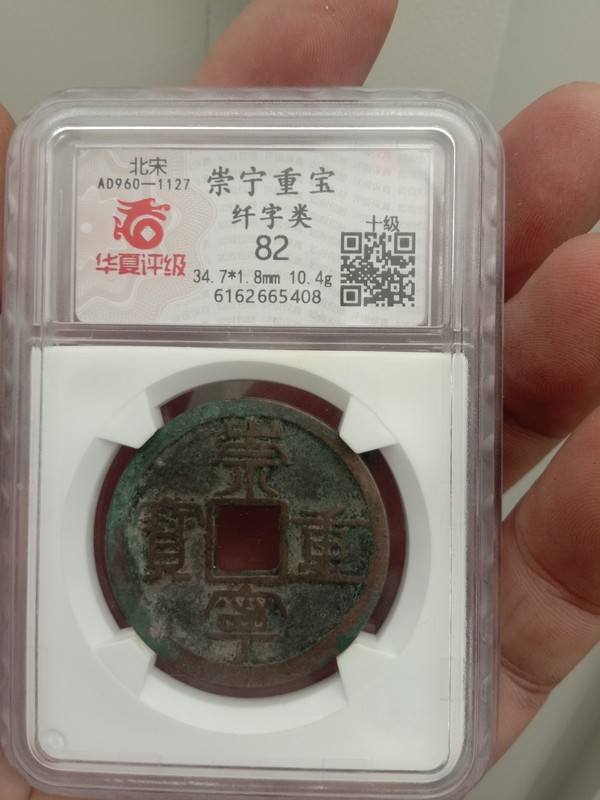 北宋
AD960—1127
华夏评级
崇宁重宝
纤字类
82
34.7*1.8mm 10.4g
6162665408
十級
崇
寶 重
寧